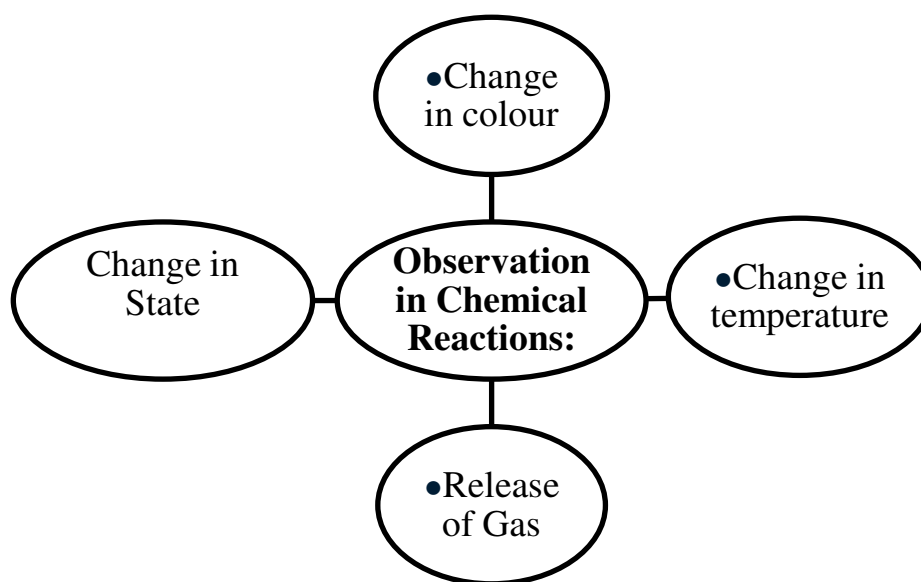 •Change
in colour
Change in
State
Observation
in Chemical
Reactions:
•Change in
temperature
•Release
of Gas